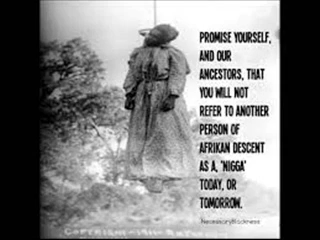 PROMISE YOURSELF,
AND OUR
ANCESTORS, THAT
YOU WILL NOT
REFER TO ANOTHER
PERSON OF
AFRIKAN DESCENT
AS A, 'NIGGA'
TODAY, OR
TOMORROW.
NecessaryBlackness
COPYRIGHT-1911-